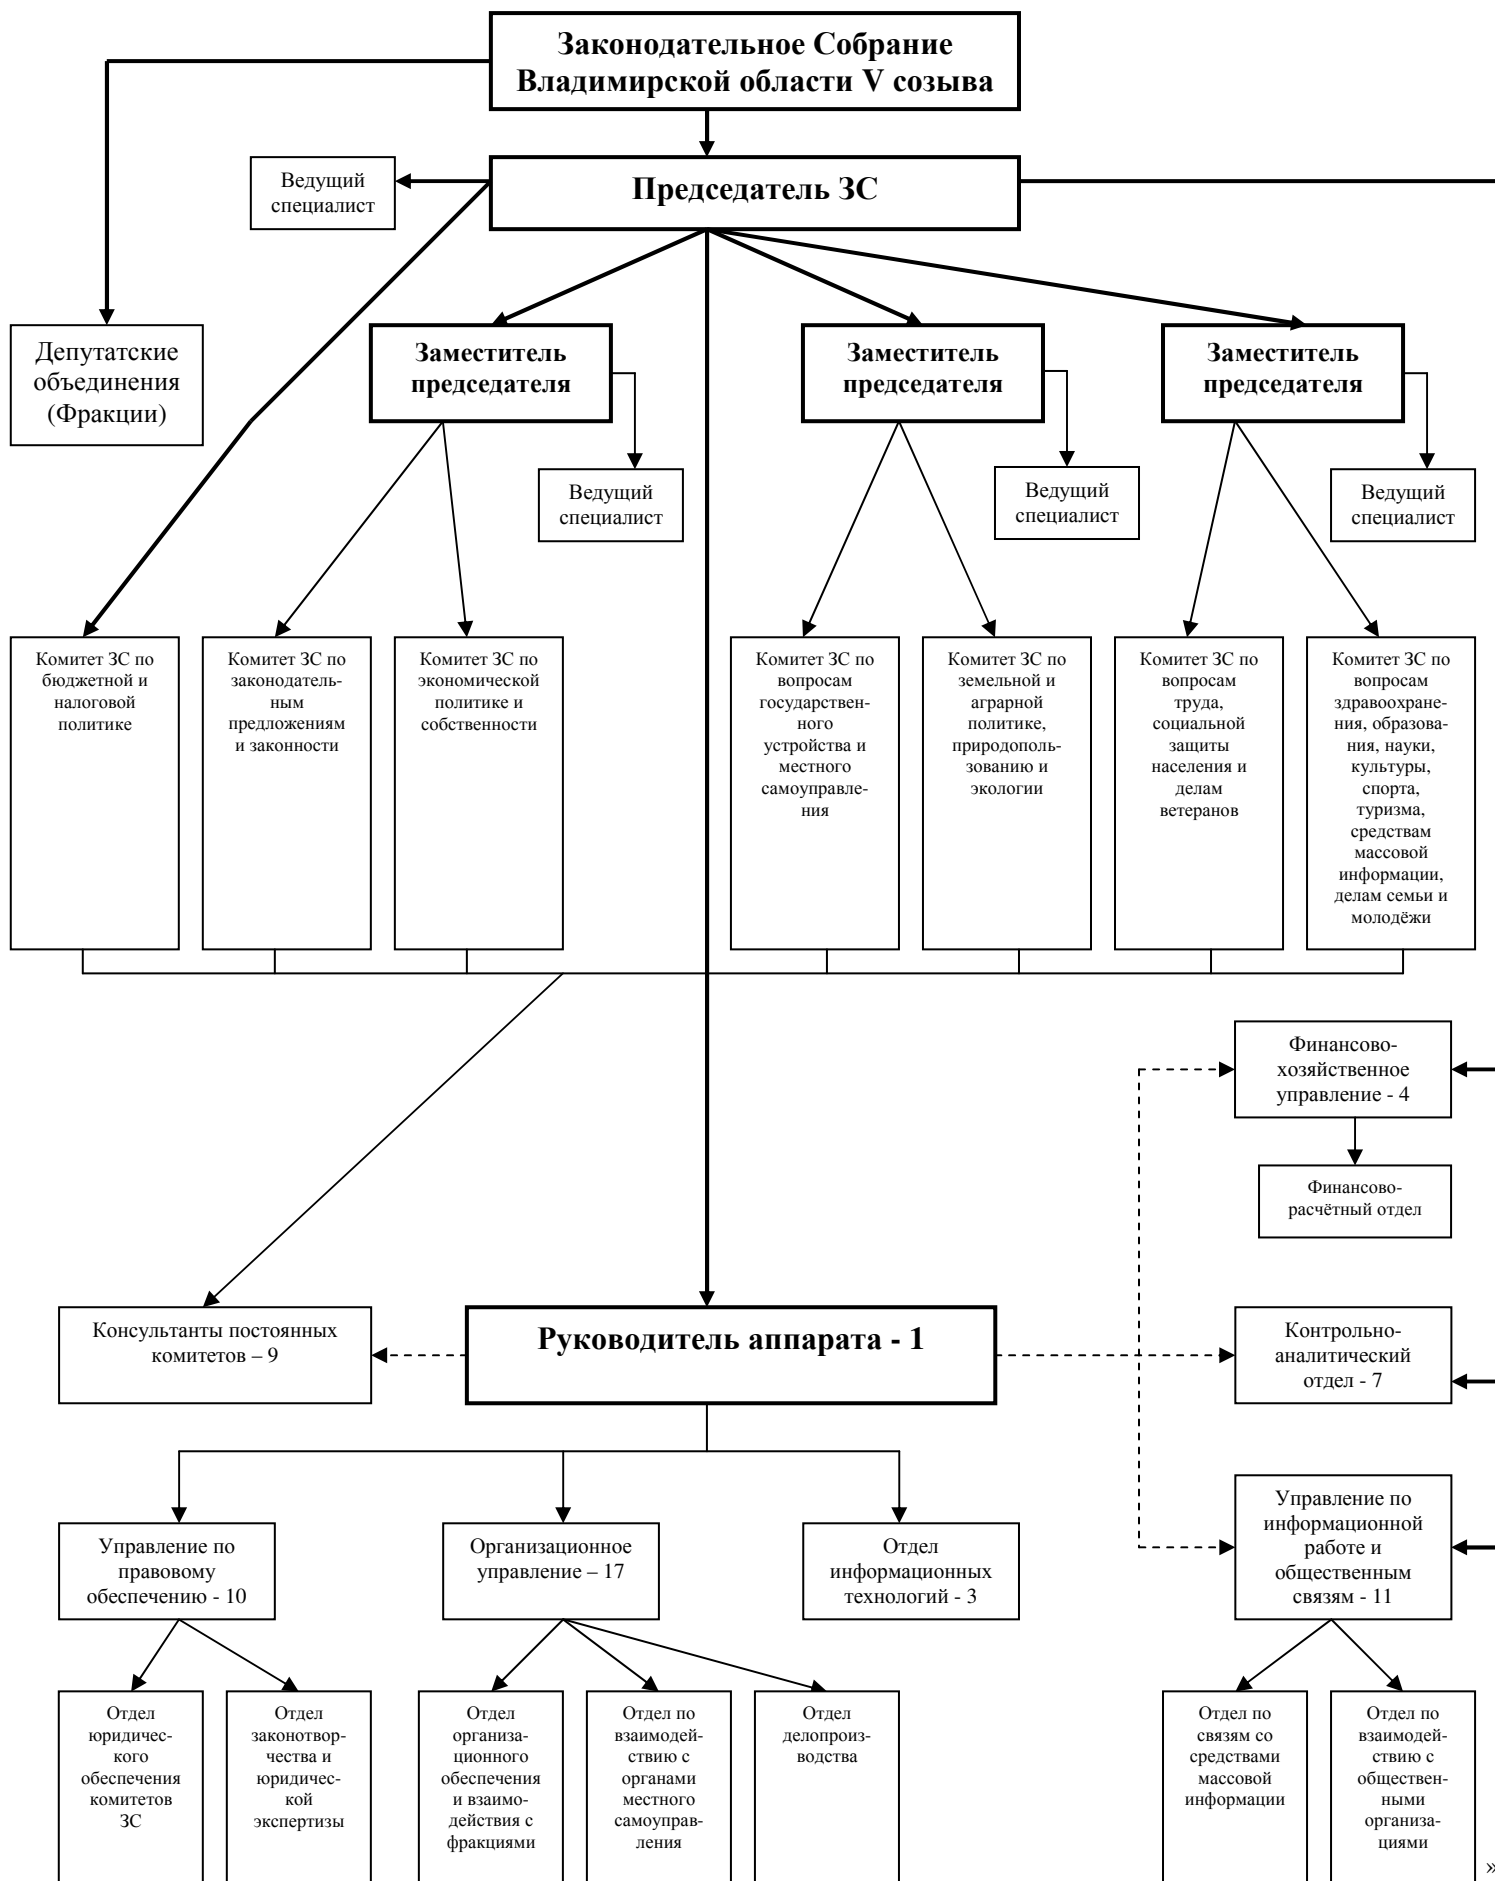 Законодательное Собрание
Владимирской области V созыва
Ведущий
специалист
Председатель ЗС
Депутатские
объединения
(Фракции)
Заместитель
председателя
Заместитель
председателя
Заместитель
председателя
Ведущий
специалист
Ведущий
специалист
Ведущий
специалист
Комитет ЗС по
бюджетной и
налоговой
политике
Комитет ЗС по
законодатель-
ным
предложениям
и законности
Комитет ЗС по
экономической
политике и
собственности
Комитет ЗС по
вопросам
государствен-
ного
устройства и
местного
самоуправле-
ния
Комитет ЗС по
земельной и
аграрной
политике,
природополь-
зованию и
экологии
Комитет ЗС по
вопросам
труда,
социальной
защиты
населения и
делам
ветеранов
Комитет ЗС по
вопросам
здравоохране-
ния, образова-
ния, науки,
культуры,
спорта,
туризма,
средствам
массовой
информации,
делам семьи и
молодёжи
Финансово-
хозяйственное
управление - 4
Финансово-
расчётный отдел
Консультанты постоянных
комитетов – 9
Руководитель аппарата - 1
Контрольно-
аналитический
отдел - 7
Управление по
правовому
обеспечению - 10
Организационное
управление – 17
Отдел
информационных
технологий - 3
Управление по
информационной
работе и
общественным
связям - 11
Отдел
юридичес-
кого
обеспечения
комитетов
ЗС
Отдел
законотвор-
чества и
юридичес-
кой
экспертизы
Отдел
организа-
ционного
обеспечения
и взаимо-
действия с
фракциями
Отдел по
взаимодей-
ствию с
органами
местного
самоуправ-
ления
Отдел
делопроиз-
водства
Отдел по
связям со
средствами
массовой
информации
Отдел по
взаимодей-
ствию с
обществен-
ными
организа-
циями
»